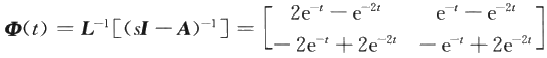 Φ(t) = L⁻¹[(sI − A)⁻¹] = [ 2e⁻ᵗ − e⁻²ᵗ   e⁻ᵗ − e⁻²ᵗ
− 2e⁻ᵗ + 2e⁻²ᵗ   − e⁻ᵗ + 2e⁻²ᵗ ]